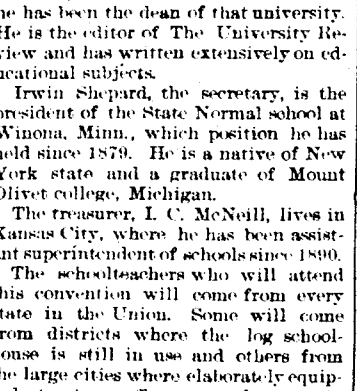 he has been the dean of that university.
He is the editor of The University Re-
view and has written extensively on ed-
ucational subjects.
Irwin Shepard, the secretary, is the
president of the State Normal school at
Winona, Minn., which position he has
held since 1879. He is a native of New
York state and a graduate of Mount
Olivet college, Michigan.
The treasurer, I. C. McNeill, lives in
Kansas City, where he has been assist-
ant superintendent of schools since 1890.
The schoolteachers who will attend
this convention will come from every
state in the Union. Some will come
from districts where the log school-
house is still in use and others from
the large cities where elaborately equip-